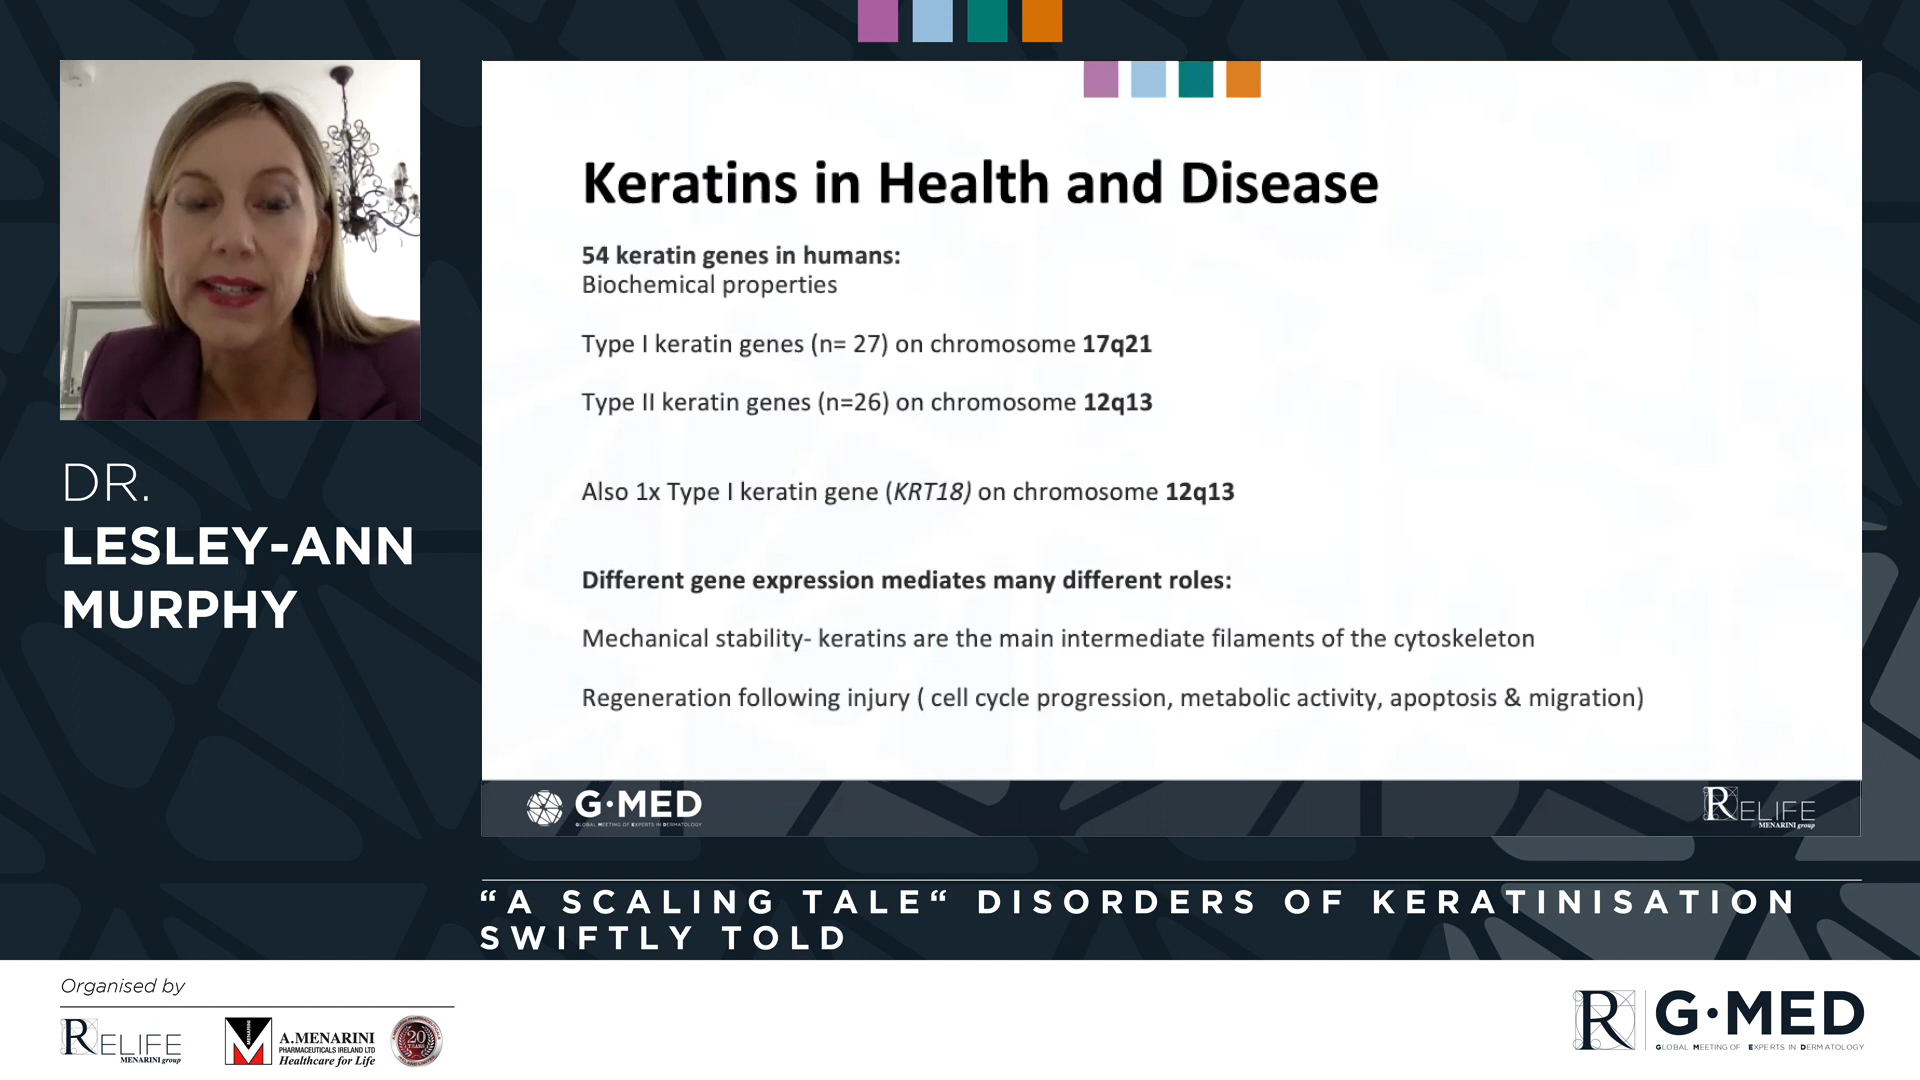 DR.
LESLEY-ANN
MURPHY
Keratins in Health and Disease
54 keratin genes in humans:
Biochemical properties
Type I keratin genes (n= 27) on chromosome 17q21
Type II keratin genes (n=26) on chromosome 12q13
Also 1x Type I keratin gene (KRT18) on chromosome 12q13
Different gene expression mediates many different roles:
Mechanical stability- keratins are the main intermediate filaments of the cytoskeleton
Regeneration following injury ( cell cycle progression, metabolic activity, apoptosis & migration)
G·MED
GLOBAL MEETING OF EXPERTS IN DERMATOLOGY
RELIFE
MENARINI group
“A SCALING TALE“ DISORDERS OF KERATINISATION
SWIFTLY TOLD
Organised by
RELIFE
MENARINI group
MENARINI
A.MENARINI
PHARMACEUTICALS IRELAND LTD
Healthcare for Life
20
YEARS
R
G·MED
GLOBAL MEETING OF EXPERTS IN DERMATOLOGY